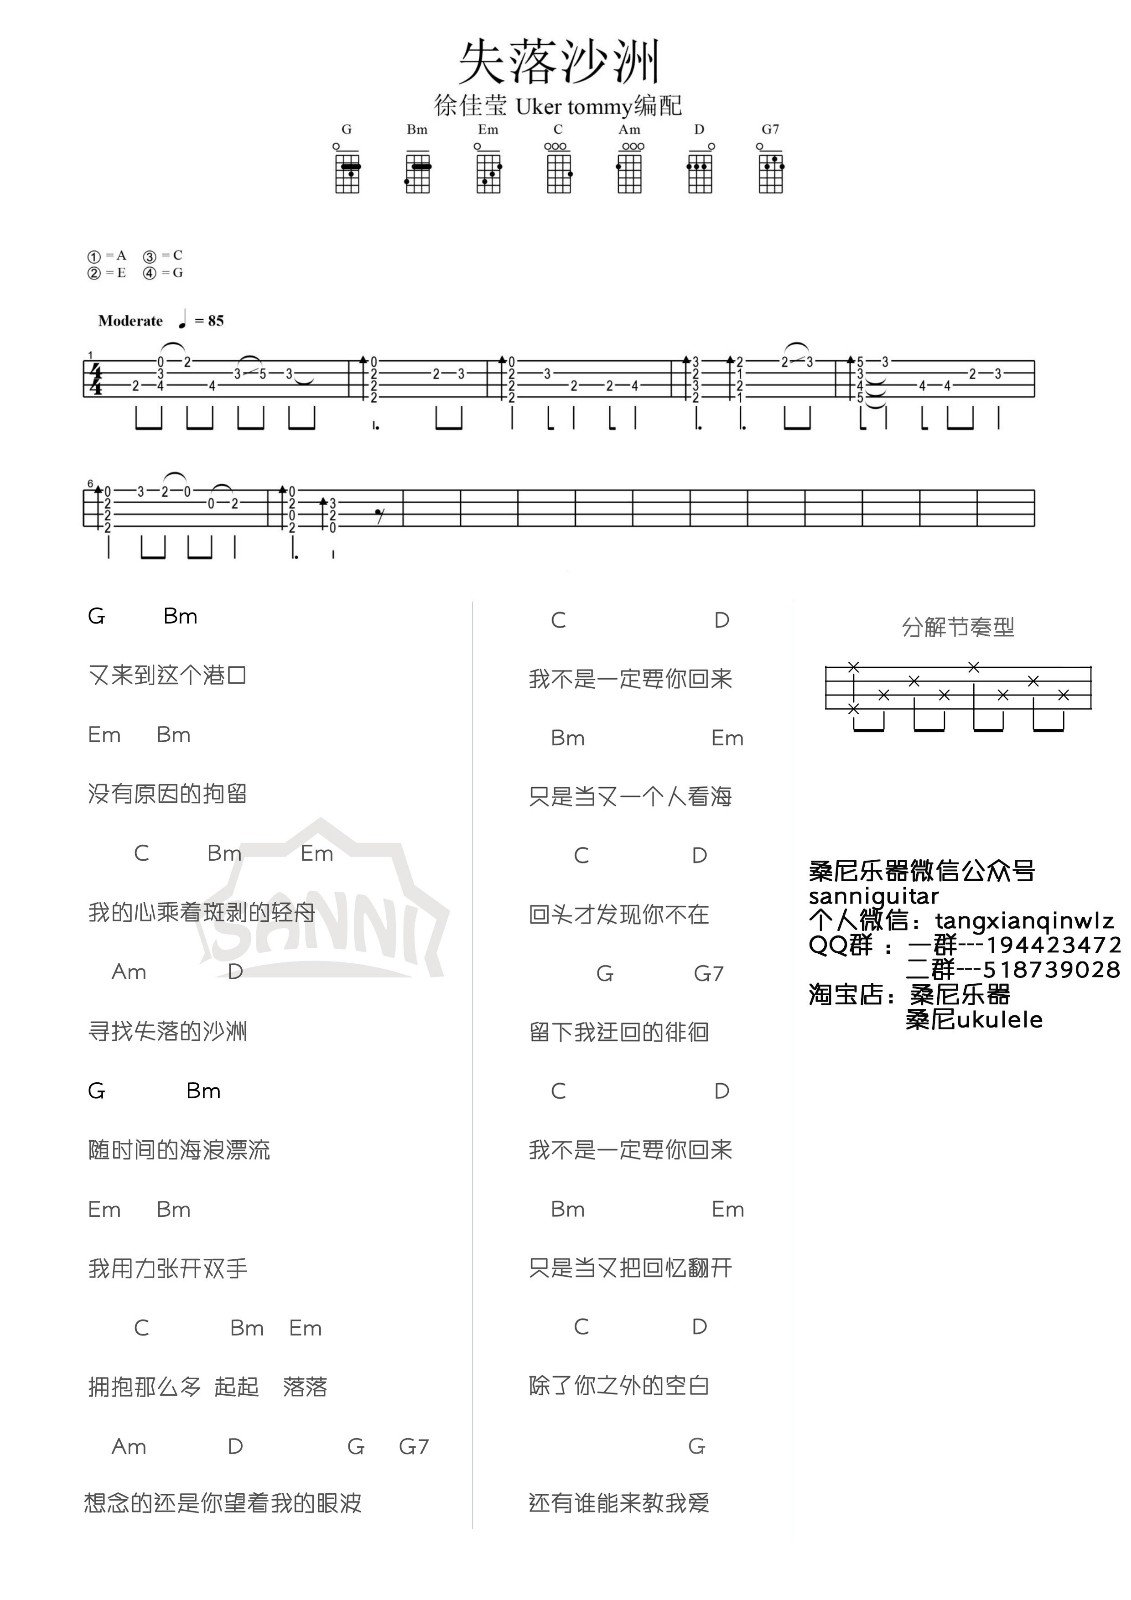 失落沙洲
徐佳莹 Uker tommy编配
G Bm Em C Am D G7
①=A ③=C
②=E ④=G
Moderate ♩ = 85
G Bm
又来到这个港口
Em Bm
没有原因的拘留
C Bm Em
我的心乘着斑剥的轻舟
Am D
寻找失落的沙洲
G Bm
随时间的海浪漂流
Em Bm
我用力张开双手
C Bm Em
拥抱那么多 起起 落落
Am D G G7
想念的还是你望着我的眼波
C D
我不是一定要你回来
Bm Em
只是当又一个人看海
C D
回头才发现你不在
G G7
留下我迂回的徘徊
C D
我不是一定要你回来
Bm Em
只是当又把回忆翻开
C D
除了你之外的空白
G
还有谁能来教我爱
分解节奏型
桑尼乐器微信公众号
sanniguitar
个人微信：tangxianqinwlz
QQ群 ：一群---194423472
二群---518739028
淘宝店：桑尼乐器
桑尼ukulele
SANNI